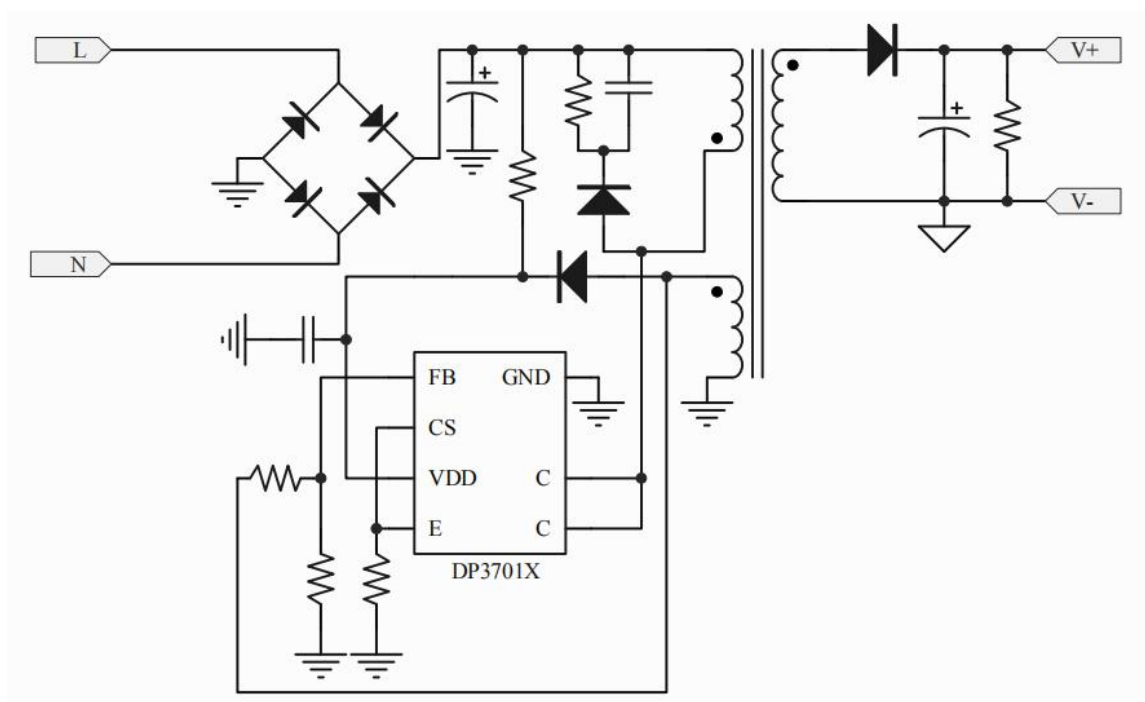 L
V+
+
+
V-
N
FB GND
CS
VDD C
E C
DP3701X